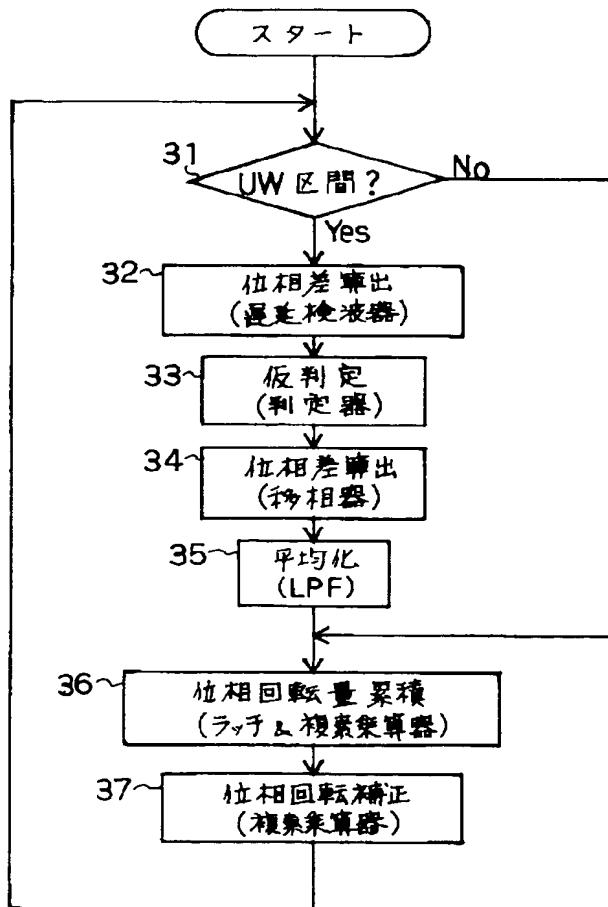 スタート
31
UW区間?
No
Yes
32
位相差算出
(遅延検波器)
33
仮判定
(判定器)
34
位相差算出
(移相器)
35
平均化
(LPF)
36
位相回転量累積
(ラッチ&複素乗算器)
37
位相回転補正
(複素乗算器)